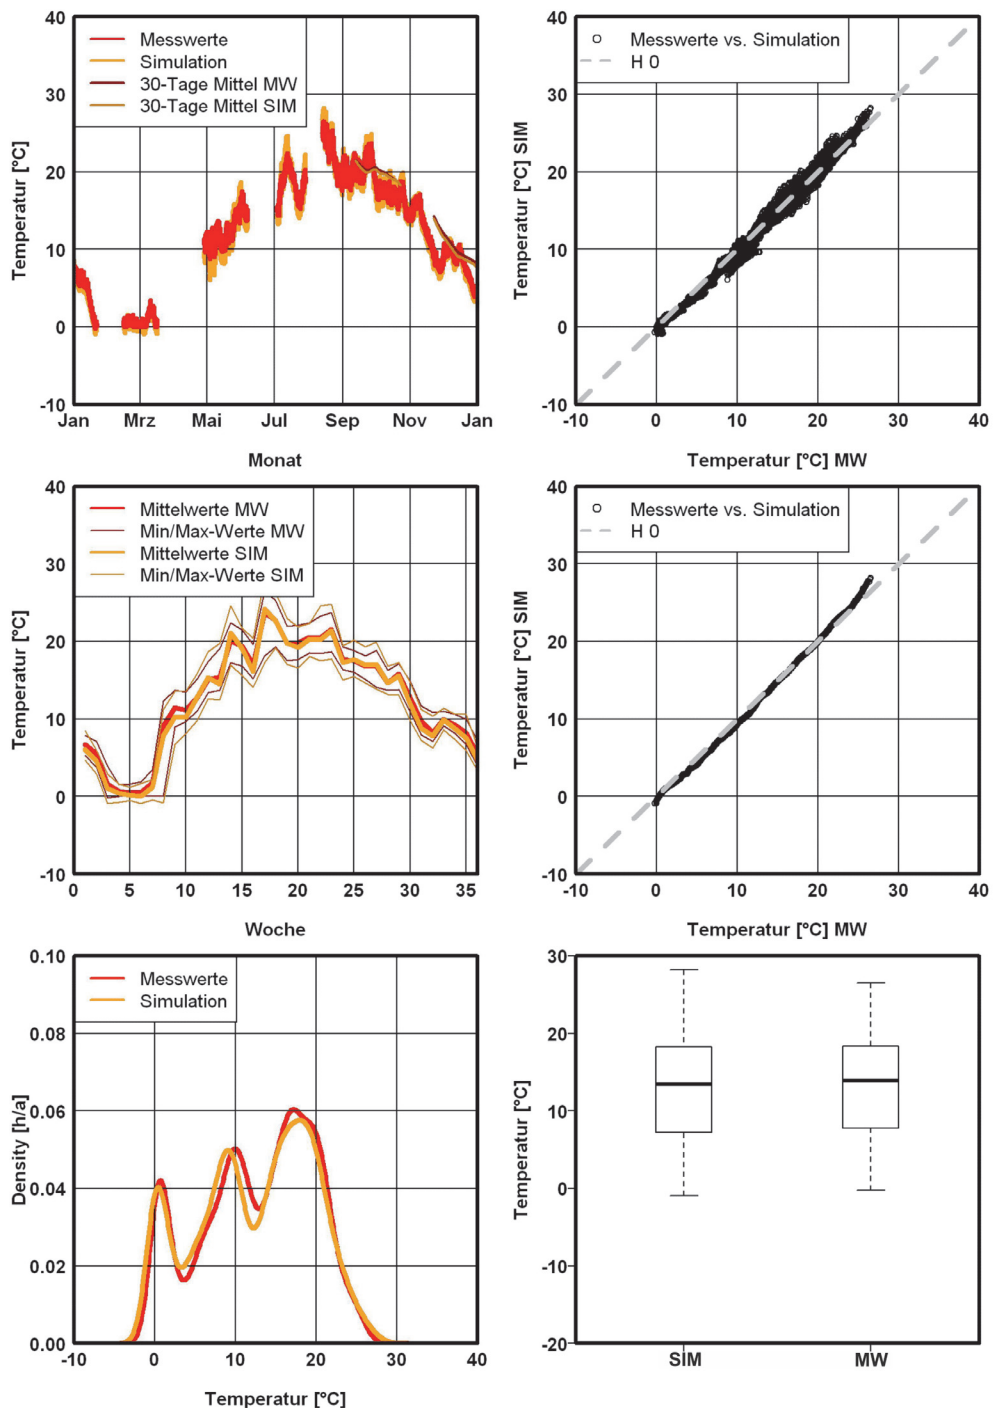 40
30
20
10
0
-10
Temperatur [°C]
Messwerte
Simulation
30-Tage Mittel MW
30-Tage Mittel SIM
Jan Mrz Mai Jul Sep Nov Jan
Monat
40
30
20
10
0
-10
Temperatur [°C] SIM
Messwerte vs. Simulation
H 0
-10 0 10 20 30 40
Temperatur [°C] MW
40
30
20
10
0
-10
Temperatur [°C]
Mittelwerte MW
Min/Max-Werte MW
Mittelwerte SIM
Min/Max-Werte SIM
0 5 10 15 20 25 30 35
Woche
40
30
20
10
0
-10
Temperatur [°C] SIM
Messwerte vs. Simulation
H 0
-10 0 10 20 30 40
Temperatur [°C] MW
0.10
0.08
0.06
0.04
0.02
0.00
Density [h/a]
Messwerte
Simulation
-10 0 10 20 30 40
Temperatur [°C]
30
20
10
0
-10
-20
Temperatur [°C]
SIM MW